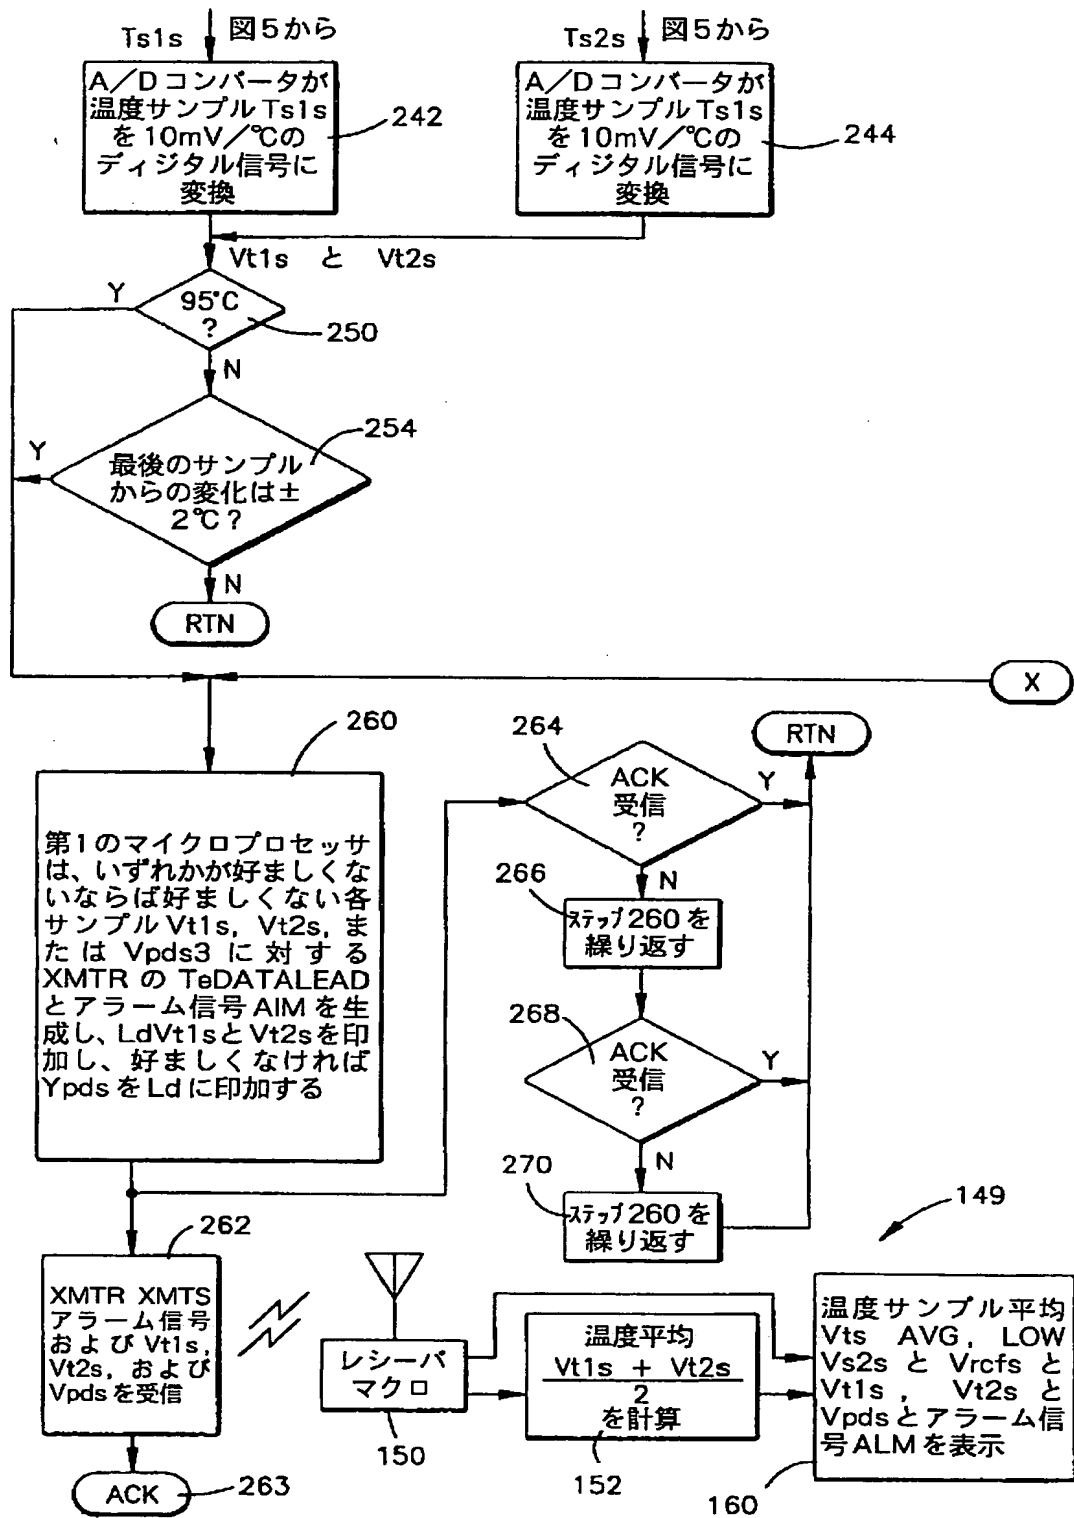 Ts1s
図5から
Ts2s
図5から
A／Dコンバータが
温度サンプルTs1s
を10mV／℃の
ディジタル信号に
変換
242
A／Dコンバータが
温度サンプルTs1s
を10mV／℃の
ディジタル信号に
変換
244
Vt1s と Vt2s
Y
95℃
?
250
N
254
Y
最後のサンプル
からの変化は±
2℃?
N
RTN
X
260
第1のマイクロプロセッサ
は、いずれかが好ましくな
いならば好ましくない各
サンプルVt1s, Vt2s, ま
たはVpds3に対する
XMTRのTeDATALEAD
とアラーム信号AIMを生
成し、LdVt1sとVt2sを印
加し、好ましくなければ
YpdsをLdに印加する
264
RTN
ACK
受信
?
Y
N
266
ステップ260を
繰り返す
268
ACK
受信
?
Y
N
270
ステップ260を
繰り返す
149
262
XMTR XMTS
アラーム信号
およびVt1s,
Vt2s, および
Vpdsを受信
ACK
263
レシーバ
マクロ
150
温度平均
Vt1s + Vt2s
2
を計算
152
温度サンプル平均
Vts AVG, LOW
Vs2sとVrcfsと
Vt1s, Vt2sと
Vpdsとアラーム信
号ALMを表示
160